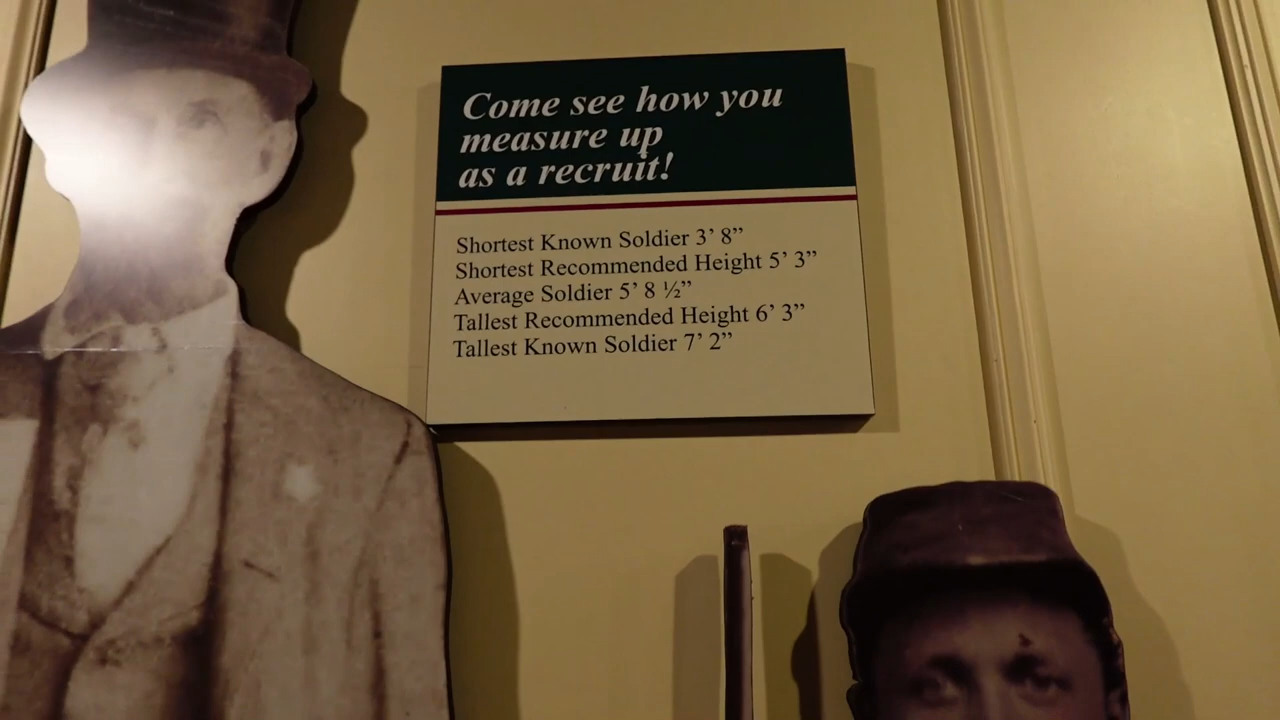 Come see how you
measure up
as a recruit!
Shortest Known Soldier 3’ 8”
Shortest Recommended Height 5’ 3”
Average Soldier 5’ 8 ½”
Tallest Recommended Height 6’ 3”
Tallest Known Soldier 7’ 2”